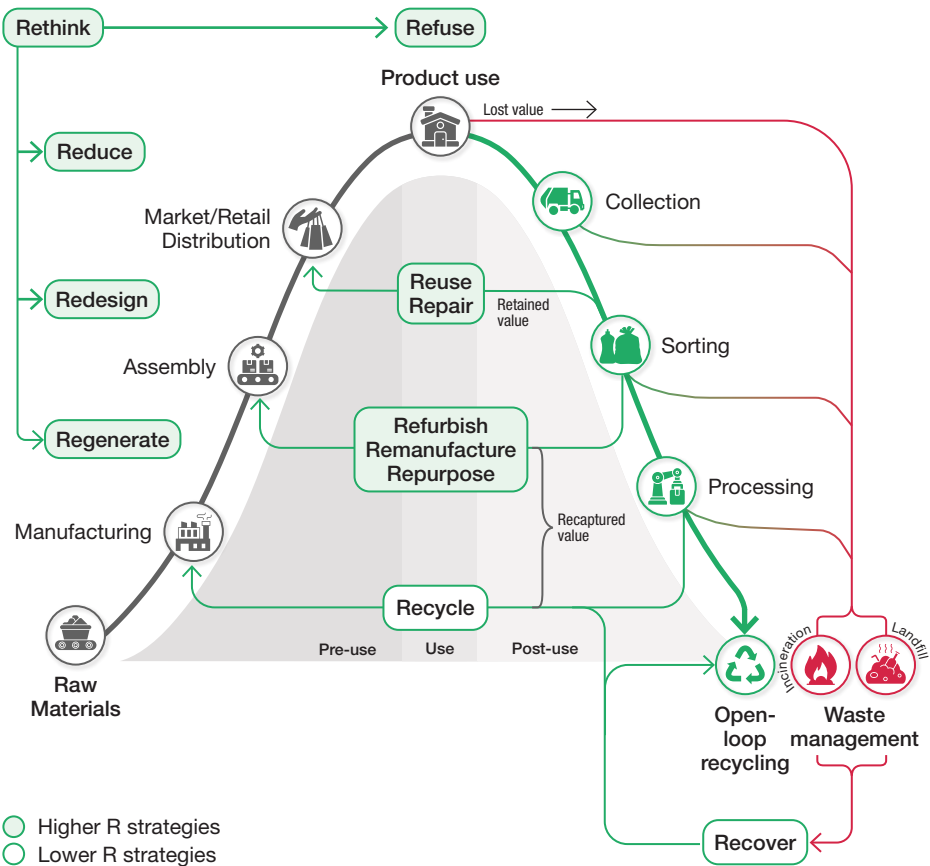 Rethink
Refuse
Product use
Lost value
Reduce
Collection
Market/Retail
Distribution
Reuse
Repair
Redesign
Retained
value
Sorting
Assembly
Refurbish
Remanufacture
Repurpose
Regenerate
Processing
Recaptured
value
Manufacturing
Recycle
Pre-use
Use
Post-use
Incineration
Landfill
Raw
Materials
Open-
loop
recycling
Waste
management
Higher R strategies
Lower R strategies
Recover